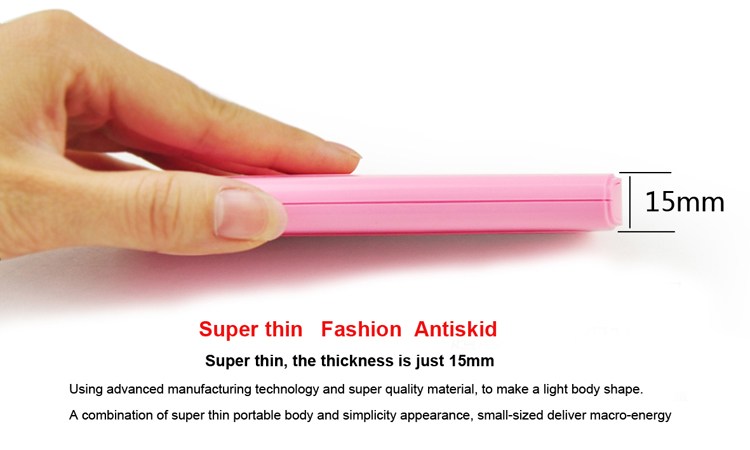 15mm
Super thin Fashion Antiskid
Super thin, the thickness is just 15mm
Using advanced manufacturing technology and super quality material, to make a light body shape.
A combination of super thin portable body and simplicity appearance, small-sized deliver macro-energy